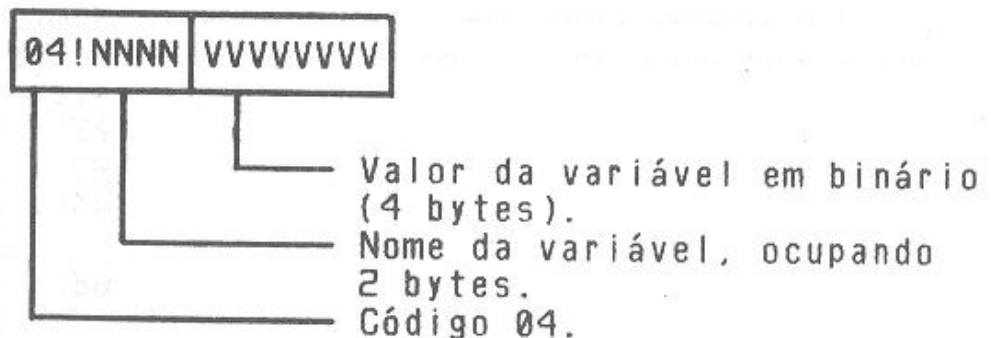 04!NNNN VVVVVVVV
Valor da variável em binário
(4 bytes).
Nome da variável, ocupando
2 bytes.
Código 04.